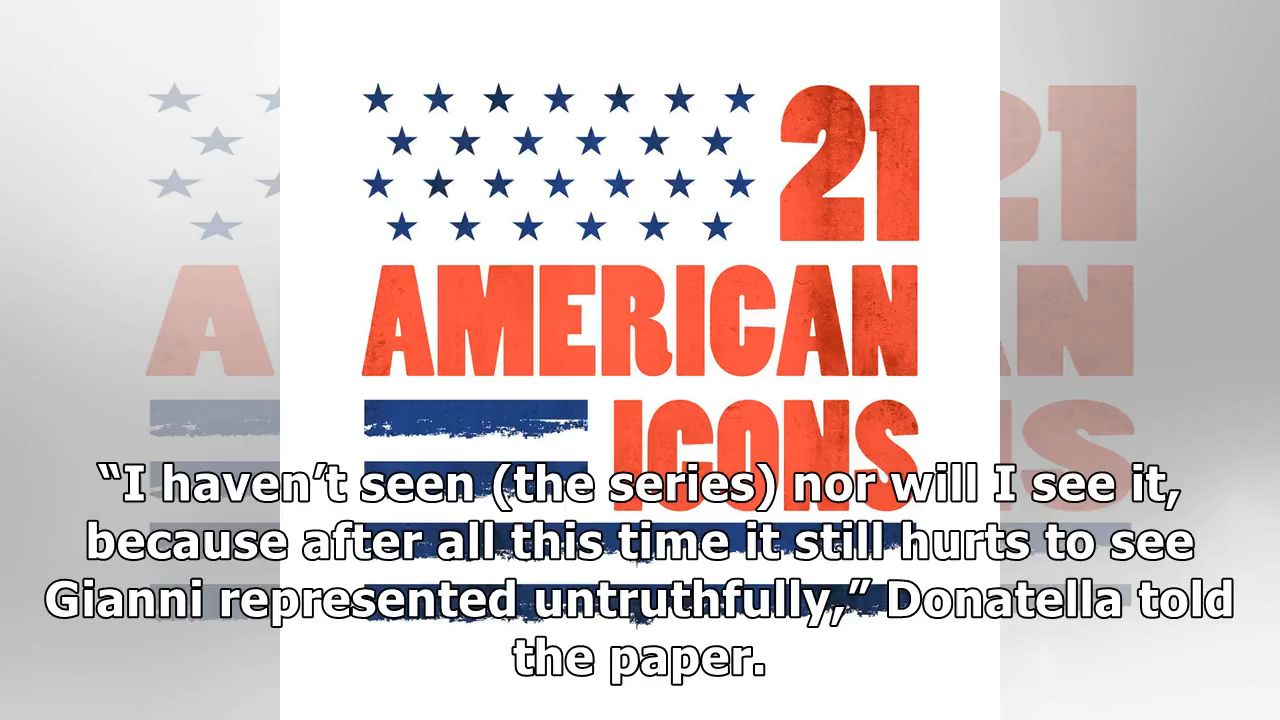 21
AMERICAN
ICONS
“I haven’t seen (the series) nor will I see it,
because after all this time it still hurts to see
Gianni represented untruthfully,” Donatella told
the paper.